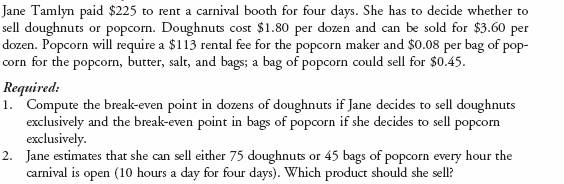 Jane Tamlyn paid $225 to rent a carnival booth for four days. She has to decide whether to
sell doughnuts or popcorn. Doughnuts cost $1.80 per dozen and can be sold for $3.60 per
dozen. Popcorn will require a $113 rental fee for the popcorn maker and $0.08 per bag of pop-
corn for the popcorn, butter, salt, and bags; a bag of popcorn could sell for $0.45.
Required:
1. Compute the break-even point in dozens of doughnuts if Jane decides to sell doughnuts
exclusively and the break-even point in bags of popcorn if she decides to sell popcorn
exclusively.
2. Jane estimates that she can sell either 75 doughnuts or 45 bags of popcorn every hour the
carnival is open (10 hours a day for four days). Which product should she sell?